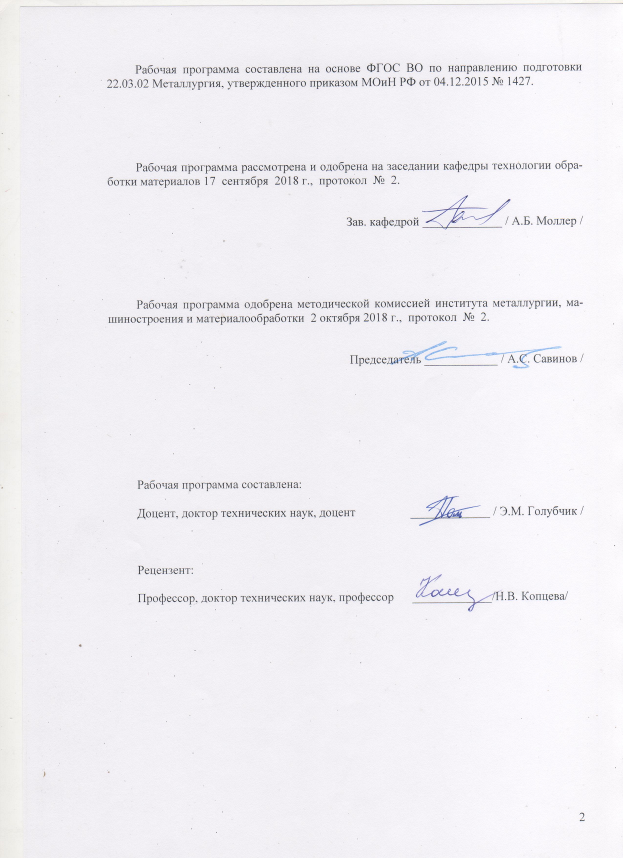 Рабочая программа составлена на основе ФГОС ВО по направлению подготовки
22.03.02 Металлургия, утвержденного приказом МОиН РФ от 04.12.2015 № 1427.
Рабочая программа рассмотрена и одобрена на заседании кафедры технологии обра-
ботки материалов 17 сентября 2018 г., протокол № 2.
Зав. кафедрой _____________ / А.Б. Моллер /
Рабочая программа одобрена методической комиссией института металлургии, ма-
шиностроения и материалообработки 2 октября 2018 г., протокол № 2.
Председатель ____________ / А.С. Савинов /
Рабочая программа составлена:
Доцент, доктор технических наук, доцент _____________ / Э.М. Голубчик /
Рецензент:
Профессор, доктор технических наук, профессор _____________/Н.В. Копцева/
2